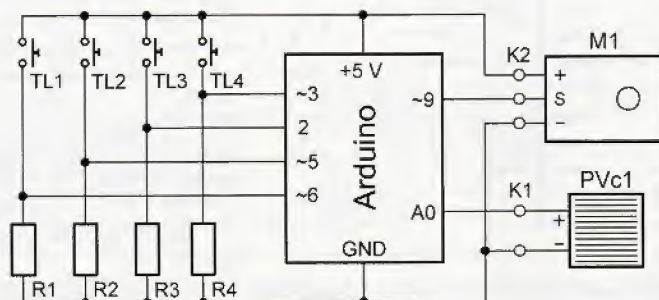 TL1 TL2 TL3 TL4
R1 R2 R3 R4
+5 V
~3
2
~5
~6
Arduino
~9
A0
GND
K2
M1
+
S
−
K1
PVc1
+
−